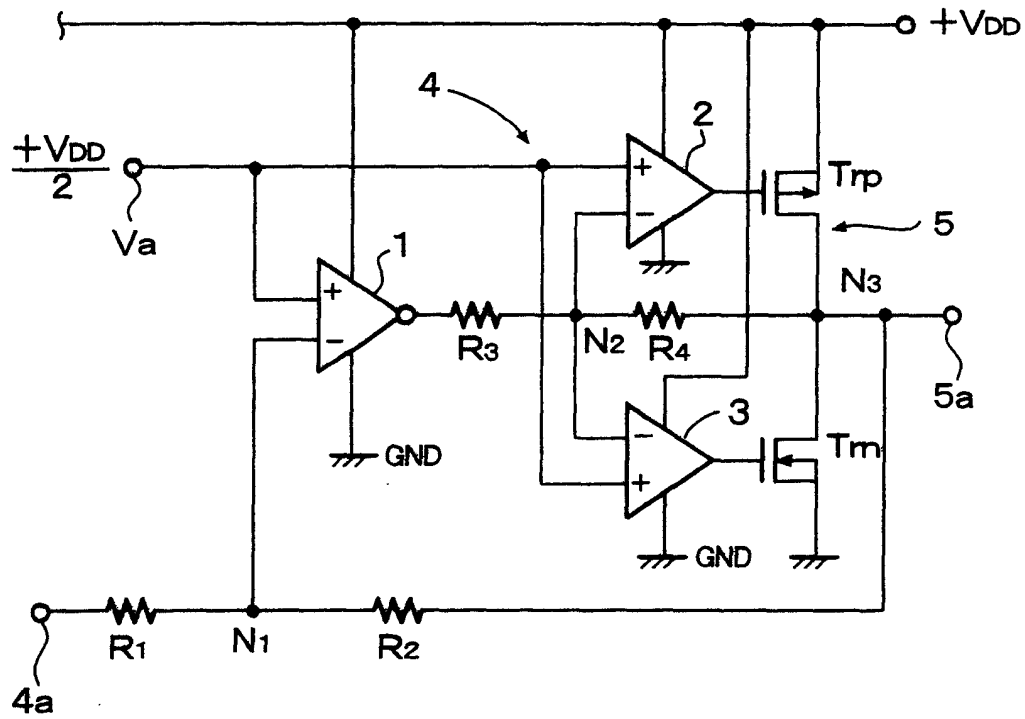 +VDD
4
2
+VDD
2
+
Trp
Va
−
5
1
+
N3
−
R3
N2
R4
5a
3
−
Trn
GND
+
GND
R1
N1
R2
4a